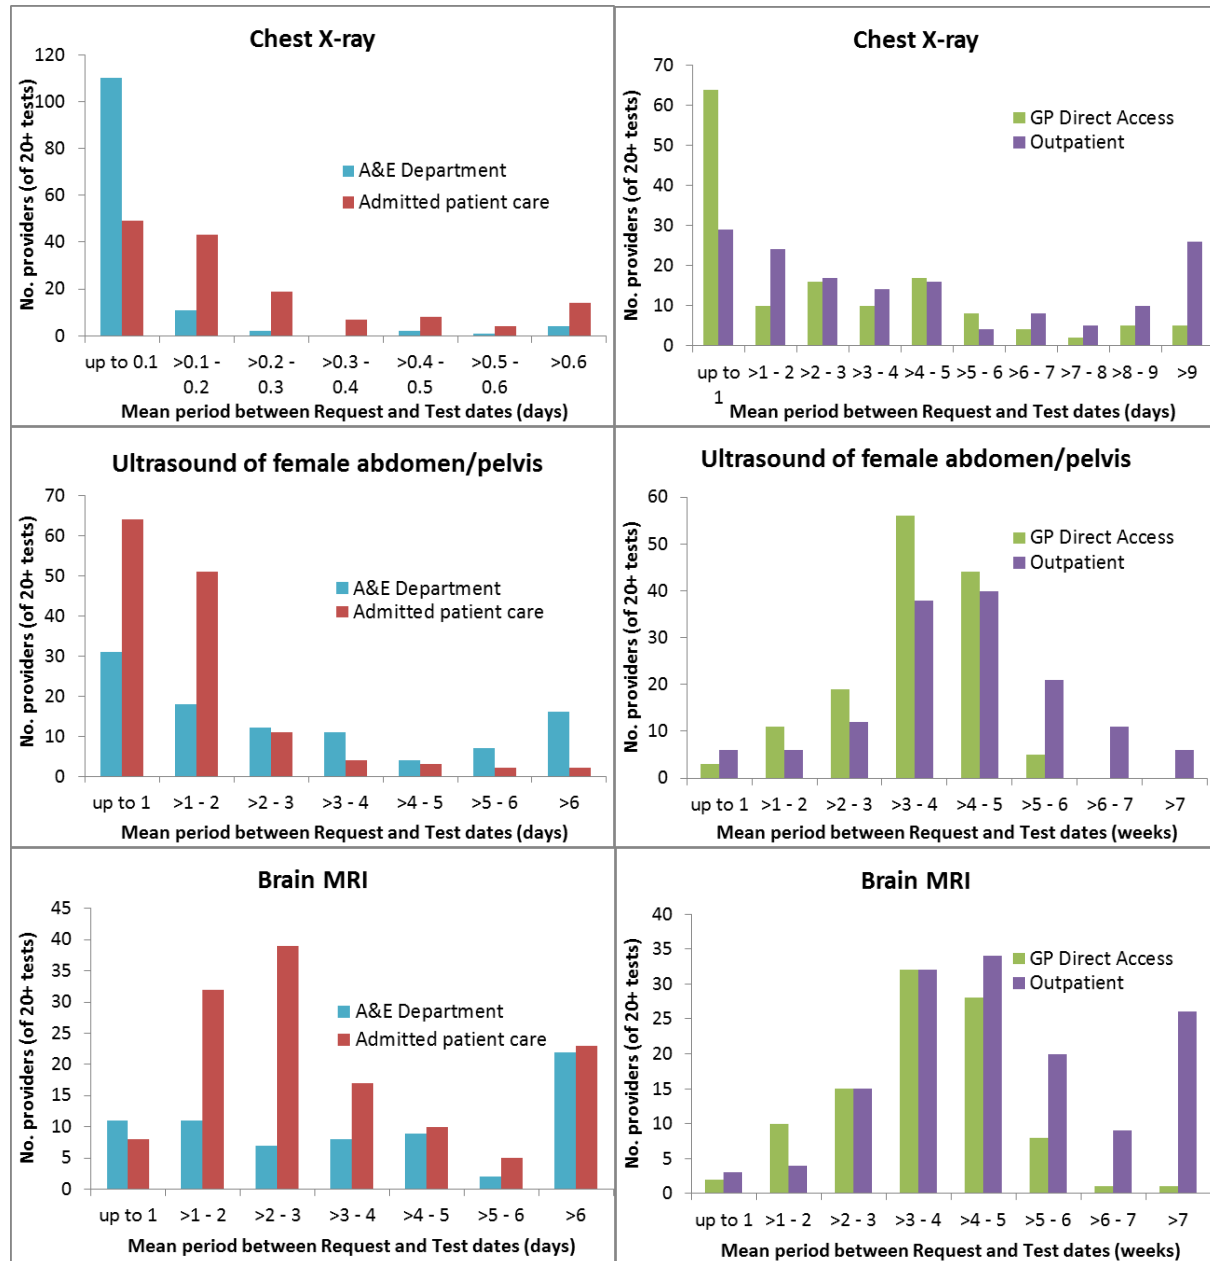 Chest X-ray
No. providers (of 20+ tests)
120
100
80
60
40
20
0
A&E Department
Admitted patient care
up to 0.1 >0.1 - >0.2 - >0.3 - >0.4 - >0.5 - >0.6
0.2 0.3 0.4 0.5 0.6
Mean period between Request and Test dates (days)
Chest X-ray
No. providers (of 20+ tests)
70
60
50
40
30
20
10
0
GP Direct Access
Outpatient
up to >1 - 2 >2 - 3 >3 - 4 >4 - 5 >5 - 6 >6 - 7 >7 - 8 >8 - 9 >9
1
Mean period between Request and Test dates (days)
Ultrasound of female abdomen/pelvis
No. providers (of 20+ tests)
70
60
50
40
30
20
10
0
A&E Department
Admitted patient care
up to 1 >1 - 2 >2 - 3 >3 - 4 >4 - 5 >5 - 6 >6
Mean period between Request and Test dates (days)
Ultrasound of female abdomen/pelvis
No. providers (of 20+ tests)
60
50
40
30
20
10
0
GP Direct Access
Outpatient
up to 1 >1 - 2 >2 - 3 >3 - 4 >4 - 5 >5 - 6 >6 - 7 >7
Mean period between Request and Test dates (weeks)
Brain MRI
No. providers (of 20+ tests)
45
40
35
30
25
20
15
10
5
0
A&E Department
Admitted patient care
up to 1 >1 - 2 >2 - 3 >3 - 4 >4 - 5 >5 - 6 >6
Mean period between Request and Test dates (days)
Brain MRI
No. providers (of 20+ tests)
40
35
30
25
20
15
10
5
0
GP Direct Access
Outpatient
up to 1 >1 - 2 >2 - 3 >3 - 4 >4 - 5 >5 - 6 >6 - 7 >7
Mean period between Request and Test dates (weeks)